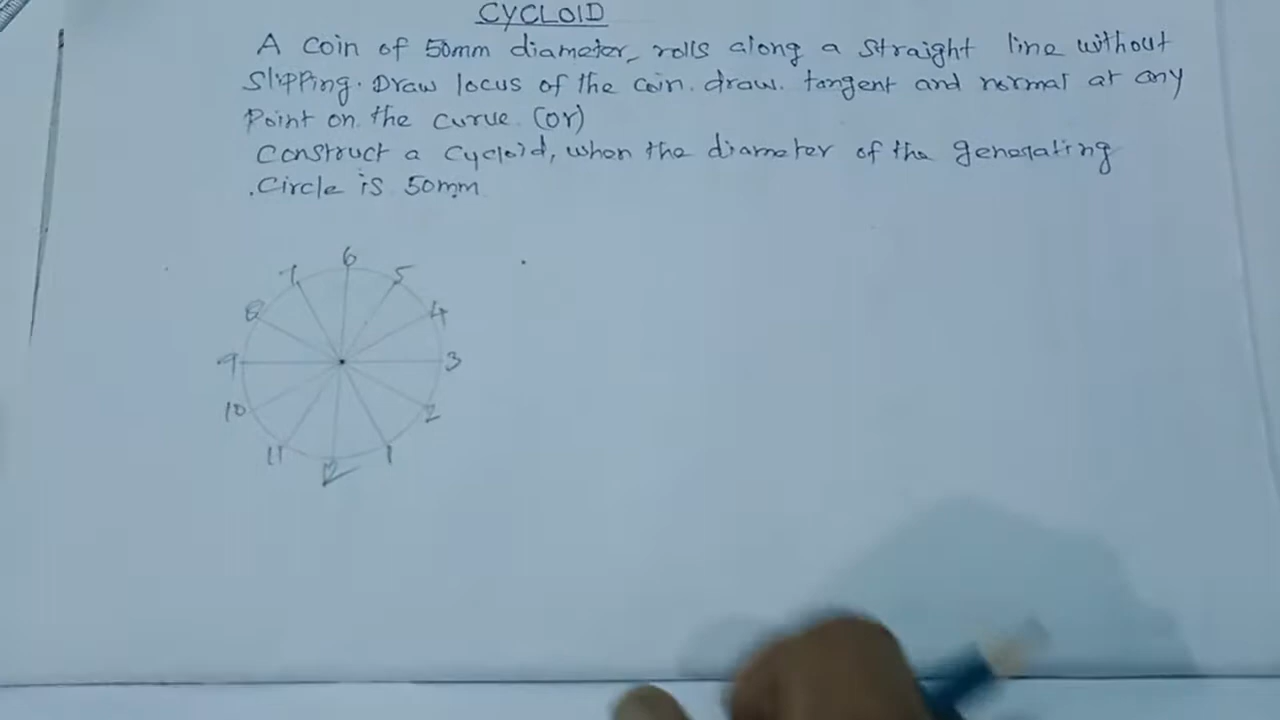 CYCLOID
A coin of 50mm diameter, rolls along a straight line without
slipping. Draw locus of the coin. draw. tangent and normal at any
Point on the curve (or)
Construct a cycloid, when the diameter of the generating
.Circle is 50mm
6
7
5
8
4
9
3
10
2
11
1
12